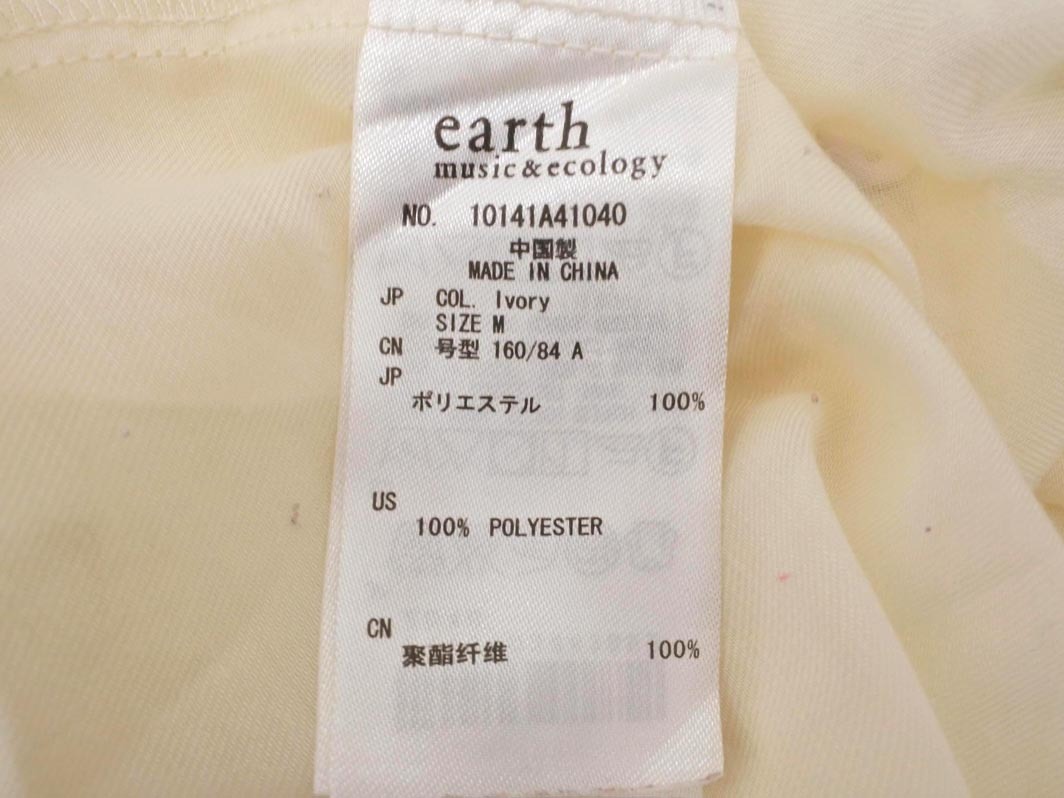 earth
music&ecology
NO. 10141A41040
中国製
MADE IN CHINA
JP COL. Ivory
SIZE M
CN 号型 160/84 A
JP
ポリエステル 100%
US
100% POLYESTER
CN
聚酯纤维 100%